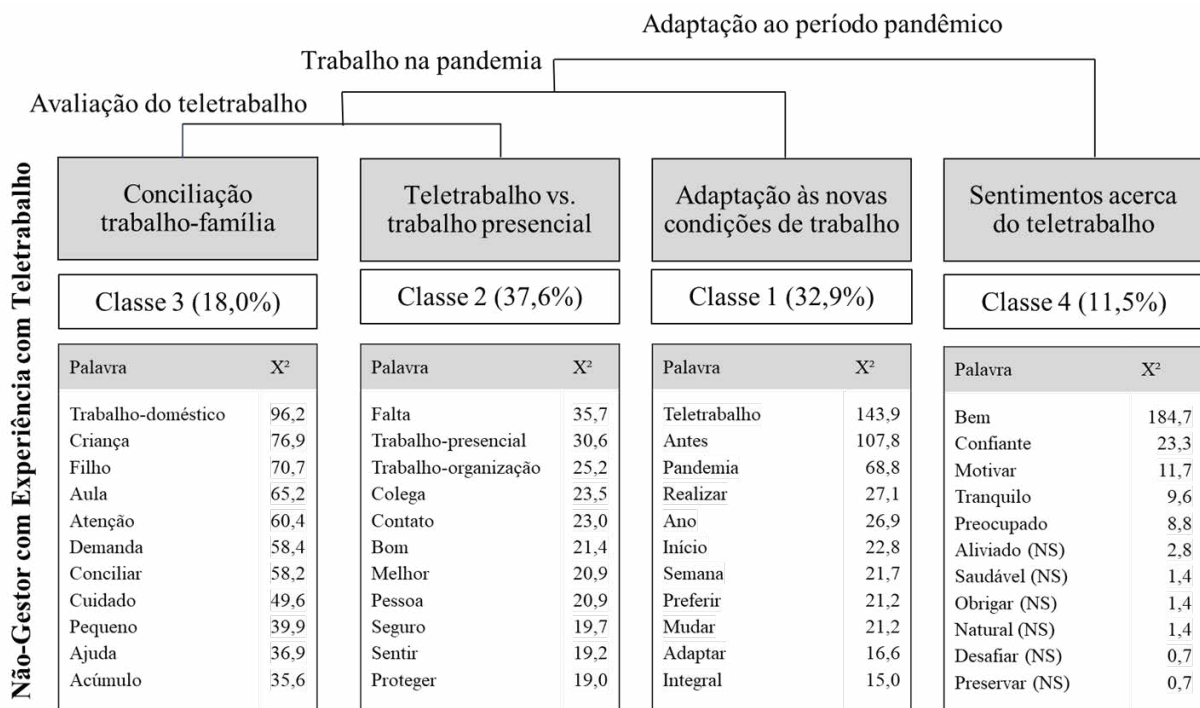 Adaptação ao período pandêmico
Trabalho na pandemia
Avaliação do teletrabalho
Não-Gestor com Experiência com Teletrabalho
Conciliação
trabalho-família
Classe 3 (18,0%)
Palavra X²
Trabalho-doméstico 96,2
Criança 76,9
Filho 70,7
Aula 65,2
Atenção 60,4
Demanda 58,4
Conciliar 58,2
Cuidado 49,6
Pequeno 39,9
Ajuda 36,9
Acúmulo 35,6
Teletrabalho vs.
trabalho presencial
Classe 2 (37,6%)
Palavra X²
Falta 35,7
Trabalho-presencial 30,6
Trabalho-organização 25,2
Colega 23,5
Contato 23,0
Bom 21,4
Melhor 20,9
Pessoa 20,9
Seguro 19,7
Sentir 19,2
Proteger 19,0
Adaptação às novas
condições de trabalho
Classe 1 (32,9%)
Palavra X²
Teletrabalho 143,9
Antes 107,8
Pandemia 68,8
Realizar 27,1
Ano 26,9
Início 22,8
Semana 21,7
Preferir 21,2
Mudar 21,2
Adaptar 16,6
Integral 15,0
Sentimentos acerca
do teletrabalho
Classe 4 (11,5%)
Palavra X²
Bem 184,7
Confiante 23,3
Motivar 11,7
Tranquilo 9,6
Preocupado 8,8
Aliviado (NS) 2,8
Saudável (NS) 1,4
Obrigar (NS) 1,4
Natural (NS) 1,4
Desafiar (NS) 0,7
Preservar (NS) 0,7